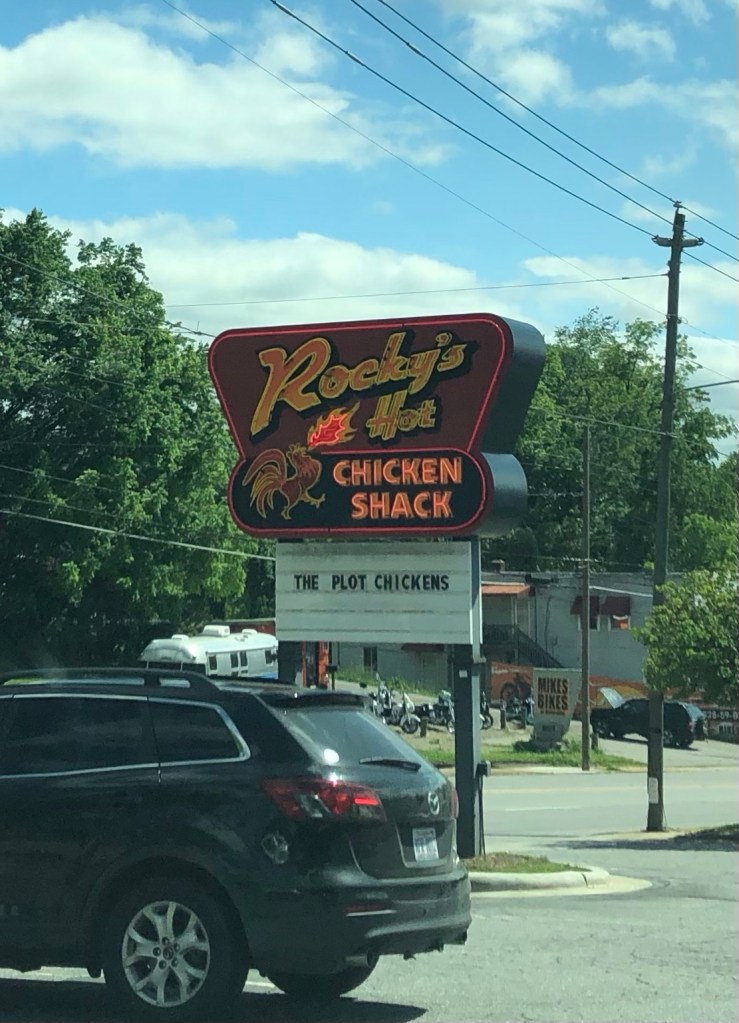 Rocky's
Hot
CHICKEN
SHACK
THE PLOT CHICKENS
MIKES
BIKES